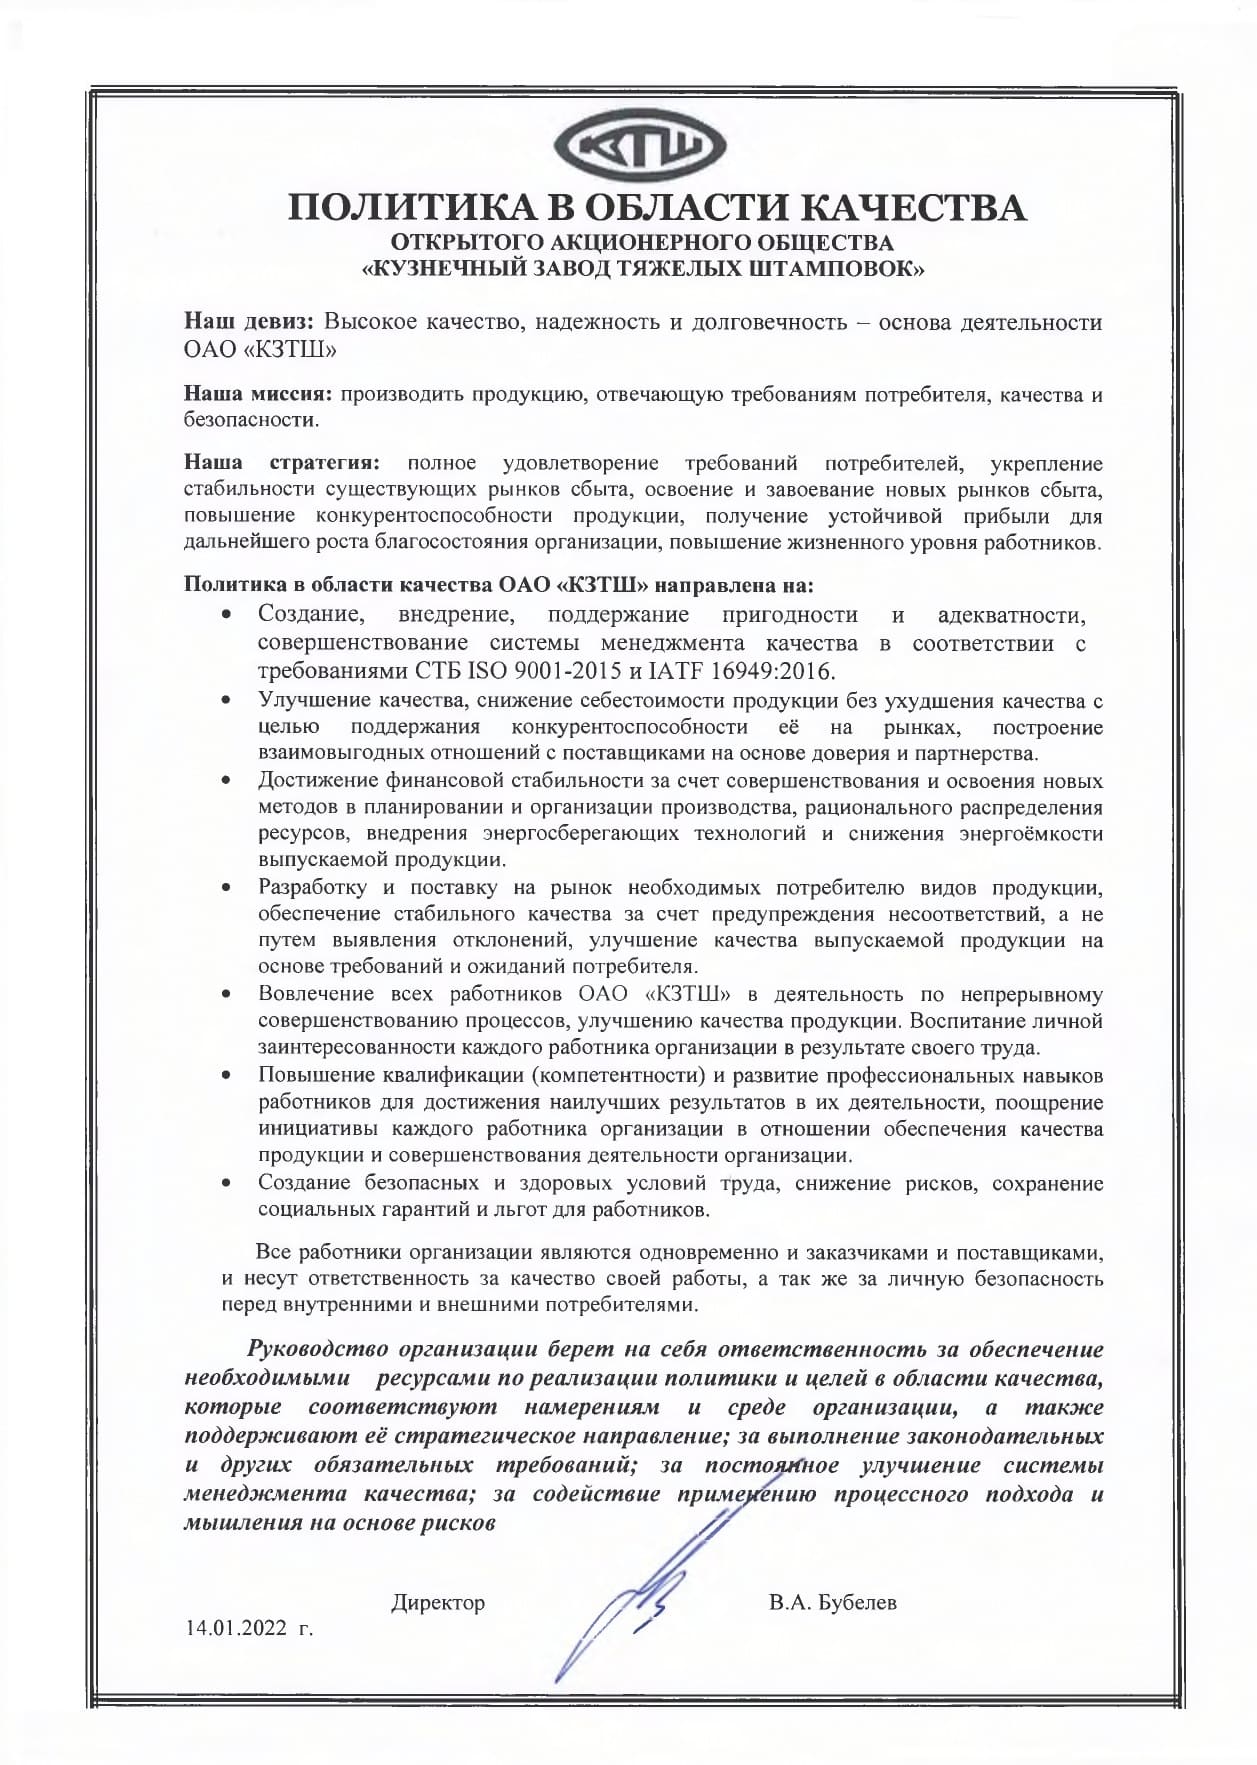 КЗТШ
ПОЛИТИКА В ОБЛАСТИ КАЧЕСТВА
ОТКРЫТОГО АКЦИОНЕРНОГО ОБЩЕСТВА
«КУЗНЕЧНЫЙ ЗАВОД ТЯЖЕЛЫХ ШТАМПОВОК»
Наш девиз: Высокое качество, надежность и долговечность – основа деятельности
ОАО «КЗТШ»
Наша миссия: производить продукцию, отвечающую требованиям потребителя, качества и
безопасности.
Наша стратегия: полное удовлетворение требований потребителей, укрепление
стабильности существующих рынков сбыта, освоение и завоевание новых рынков сбыта,
повышение конкурентоспособности продукции, получение устойчивой прибыли для
дальнейшего роста благосостояния организации, повышение жизненного уровня работников.
Политика в области качества ОАО «КЗТШ» направлена на:
• Создание, внедрение, поддержание пригодности и адекватности,
совершенствование системы менеджмента качества в соответствии с
требованиями СТБ ISO 9001-2015 и IATF 16949:2016.
• Улучшение качества, снижение себестоимости продукции без ухудшения качества с
целью поддержания конкурентоспособности её на рынках, построение
взаимовыгодных отношений с поставщиками на основе доверия и партнерства.
• Достижение финансовой стабильности за счет совершенствования и освоения новых
методов в планировании и организации производства, рационального распределения
ресурсов, внедрения энергосберегающих технологий и снижения энергоёмкости
выпускаемой продукции.
• Разработку и поставку на рынок необходимых потребителю видов продукции,
обеспечение стабильного качества за счет предупреждения несоответствий, а не
путем выявления отклонений, улучшение качества выпускаемой продукции на
основе требований и ожиданий потребителя.
• Вовлечение всех работников ОАО «КЗТШ» в деятельность по непрерывному
совершенствованию процессов, улучшению качества продукции. Воспитание личной
заинтересованности каждого работника организации в результате своего труда.
• Повышение квалификации (компетентности) и развитие профессиональных навыков
работников для достижения наилучших результатов в их деятельности, поощрение
инициативы каждого работника организации в отношении обеспечения качества
продукции и совершенствования деятельности организации.
• Создание безопасных и здоровых условий труда, снижение рисков, сохранение
социальных гарантий и льгот для работников.
Все работники организации являются одновременно и заказчиками и поставщиками,
и несут ответственность за качество своей работы, а так же за личную безопасность
перед внутренними и внешними потребителями.
Руководство организации берет на себя ответственность за обеспечение
необходимыми ресурсами по реализации политики и целей в области качества,
которые соответствуют намерениям и среде организации, а также
поддерживают её стратегическое направление; за выполнение законодательных
и других обязательных требований; за постоянное улучшение системы
менеджмента качества; за содействие применению процессного подхода и
мышления на основе рисков
Директор В.А. Бубелев
14.01.2022 г.